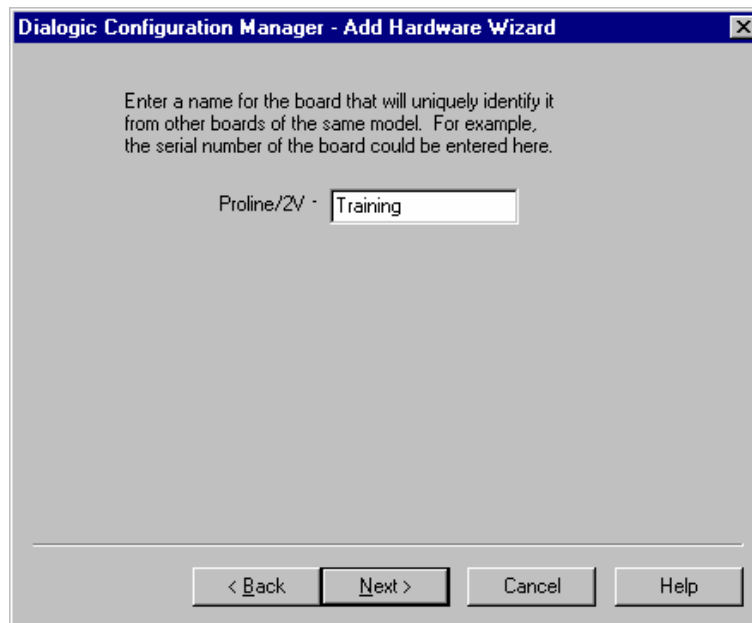 Dialogic Configuration Manager - Add Hardware Wizard
Enter a name for the board that will uniquely identify it
from other boards of the same model.  For example,
the serial number of the board could be entered here.
Proline/2V - Training
< Back Next > Cancel Help